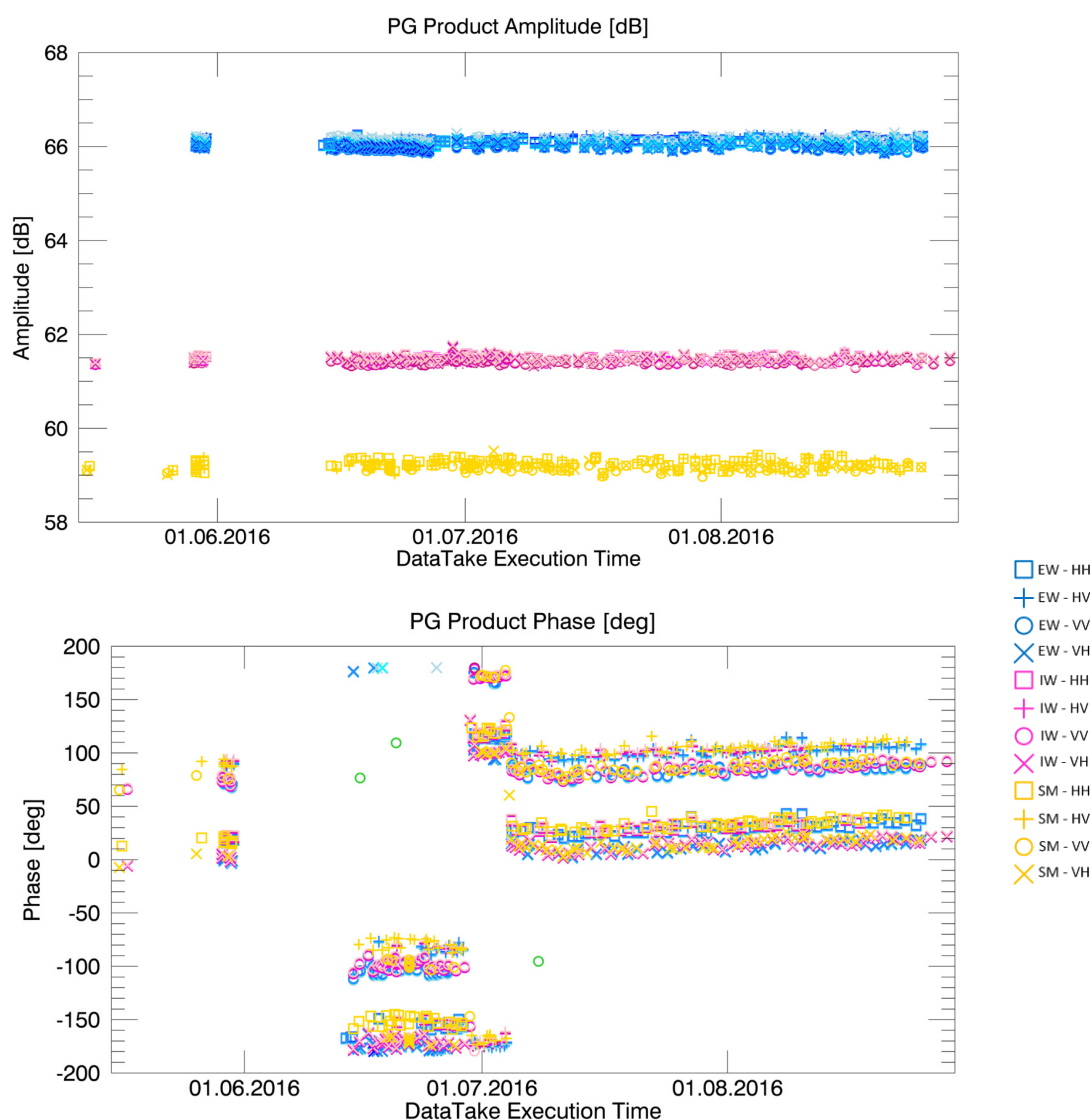 PG Product Amplitude [dB]
68
66
64
62
60
58
Amplitude [dB]
01.06.2016 01.07.2016 01.08.2016
DataTake Execution Time
PG Product Phase [deg]
200
150
100
50
0
-50
-100
-150
-200
Phase [deg]
01.06.2016 01.07.2016 01.08.2016
DataTake Execution Time
EW - HH
EW - HV
EW - VV
EW - VH
IW - HH
IW - HV
IW - VV
IW - VH
SM - HH
SM - HV
SM - VV
SM - VH